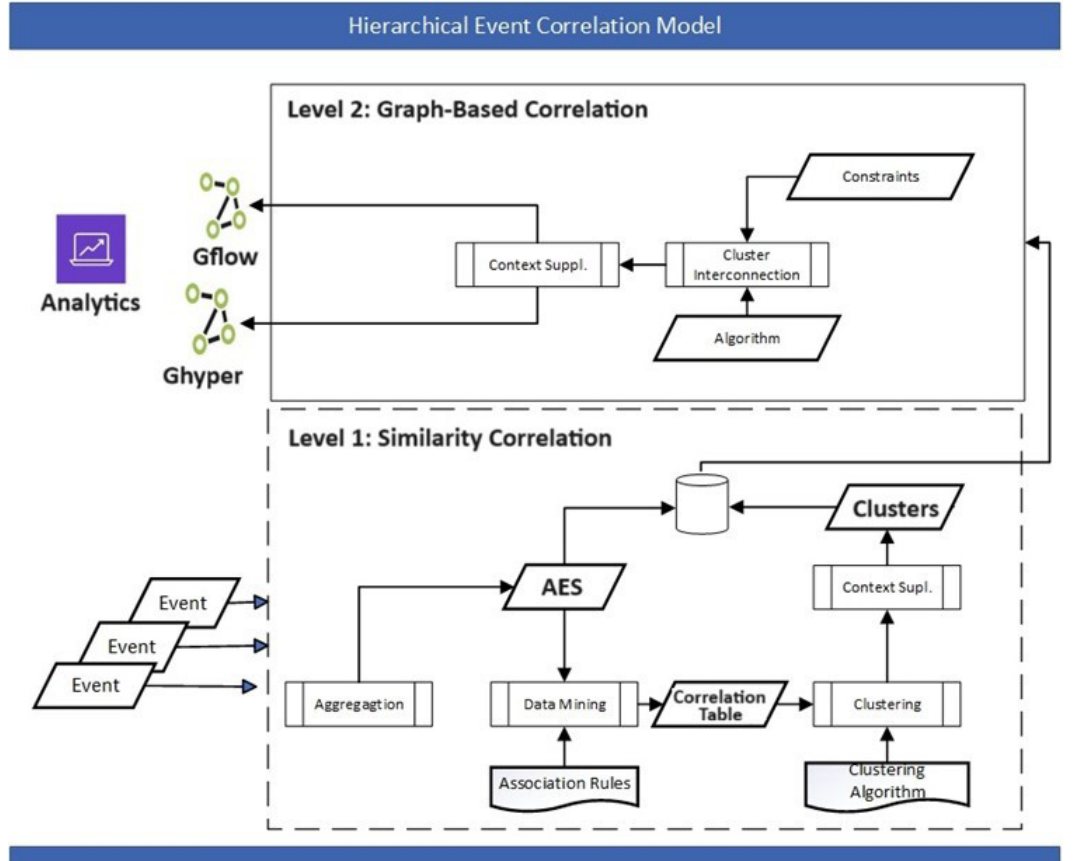 Hierarchical Event Correlation Model
Level 2: Graph-Based Correlation
Constraints
Gflow
Context Suppl.
Cluster
Interconnection
Analytics
Algorithm
Ghyper
Level 1: Similarity Correlation
Clusters
AES
Context Supl.
Event
Event
Event
Aggregagtion
Data Mining
Correlation
Table
Clustering
Association Rules
Clustering
Algorithm